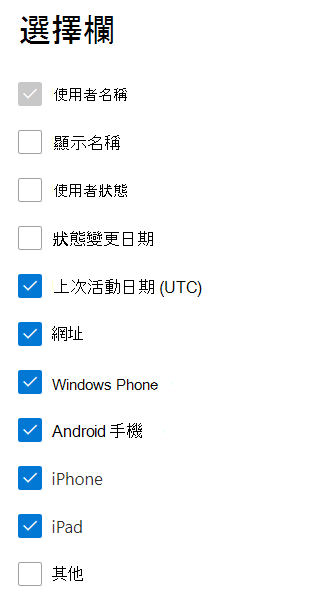 選擇欄
使用者名稱
顯示名稱
使用者狀態
狀態變更日期
上次活動日期 (UTC)
網址
Windows Phone
Android 手機
iPhone
iPad
其他